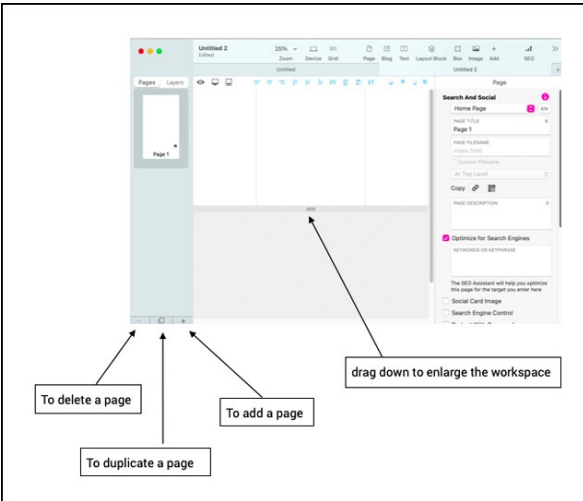 Untitled 2
Edited
25%
Zoom Device Grid Page Blog Text Layout Block Box Image Add SEO
Untitled
Untitled 2
Pages Layers
Page
Page 1
Search And Social
Home Page
PAGE TITLE 6
Page 1
PAGE FILENAME
index.html
Custom Filename
At Top Level
Copy
PAGE DESCRIPTION 0
Optimize for Search Engines
KEYWORDS OR KEYPHRASE
The SEO Assistant will help you optimize
this page for the target you enter here
Social Card Image
Search Engine Control
drag down to enlarge the workspace
To delete a page
To add a page
To duplicate a page